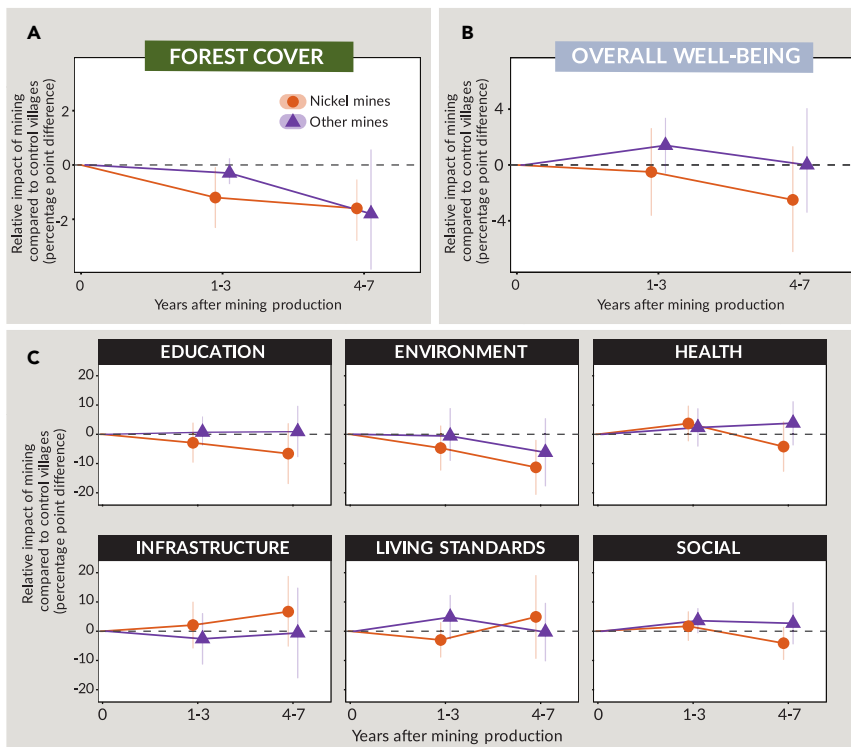 A
FOREST COVER
Relative impact of mining
compared to control villages
(percentage point difference)
2
0
-2
Nickel mines
Other mines
0
1-3
4-7
Years after mining production
B
OVERALL WELL-BEING
Relative impact of mining
compared to control villages
(percentage point difference)
4
0
-4
0
1-3
4-7
Years after mining production
C
Relative impact of mining
compared to control villages
(percentage point difference)
EDUCATION
ENVIRONMENT
HEALTH
20
10
0
-10
-20
INFRASTRUCTURE
LIVING STANDARDS
SOCIAL
20
10
0
-10
-20
0
1-3
4-7
0
1-3
4-7
0
1-3
4-7
Years after mining production